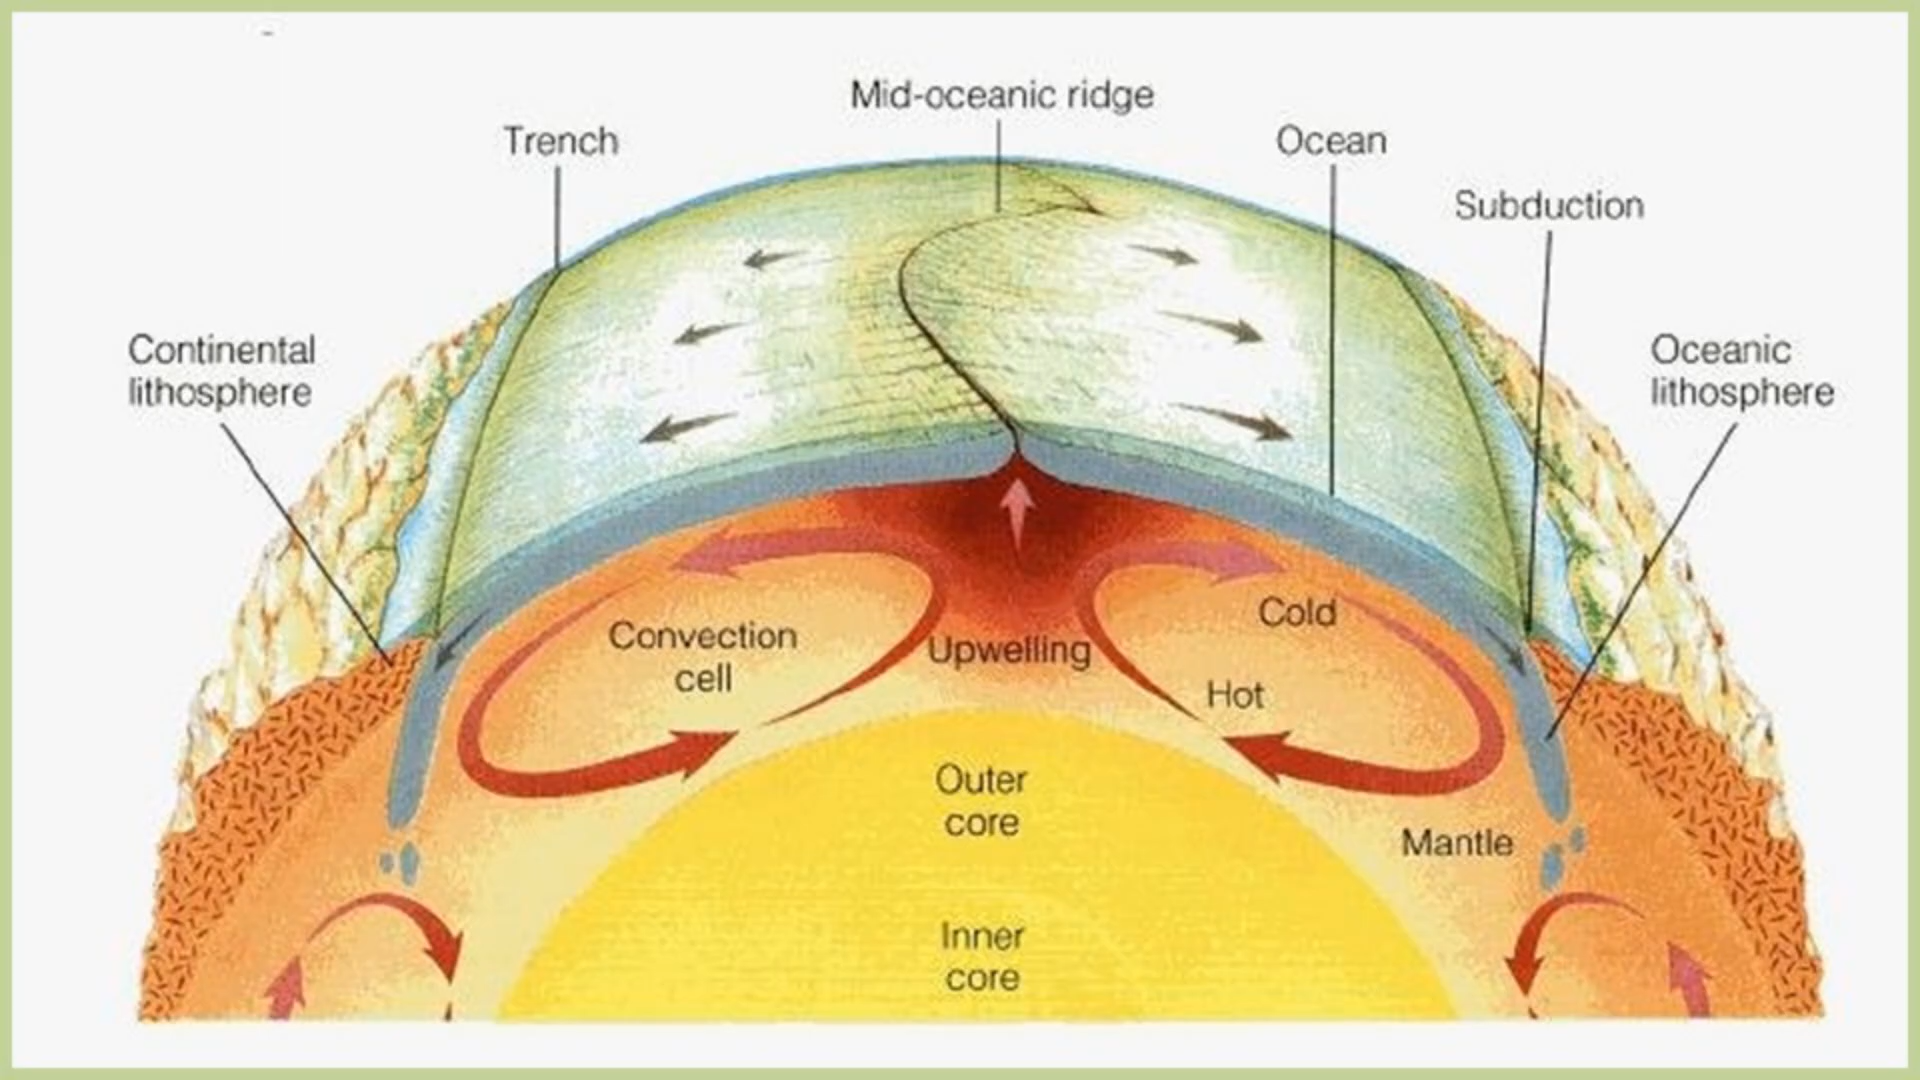 Mid-oceanic ridge
Trench
Ocean
Subduction
Continental
lithosphere
Oceanic
lithosphere
Convection
cell
Upwelling
Cold
Hot
Outer
core
Mantle
Inner
core